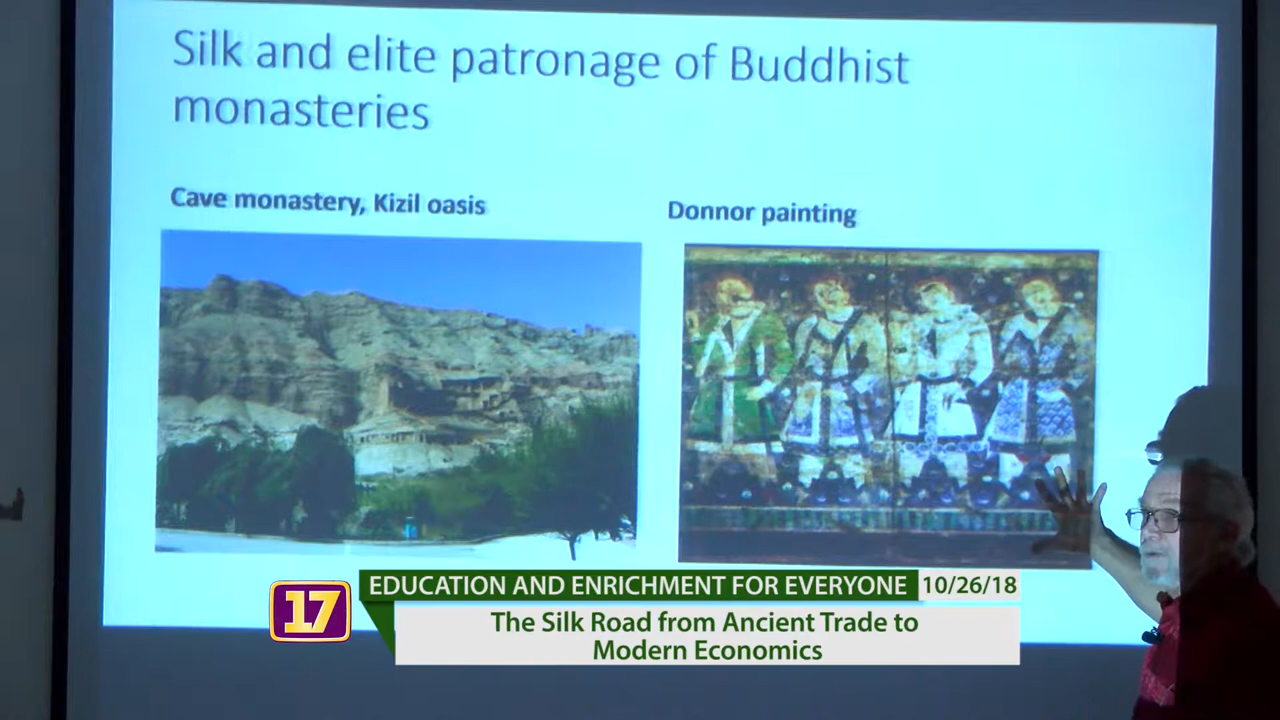 Silk and elite patronage of Buddhist
monasteries
Cave monastery, Kizil oasis
Donnor painting
17
EDUCATION AND ENRICHMENT FOR EVERYONE
10/26/18
The Silk Road from Ancient Trade to
Modern Economics